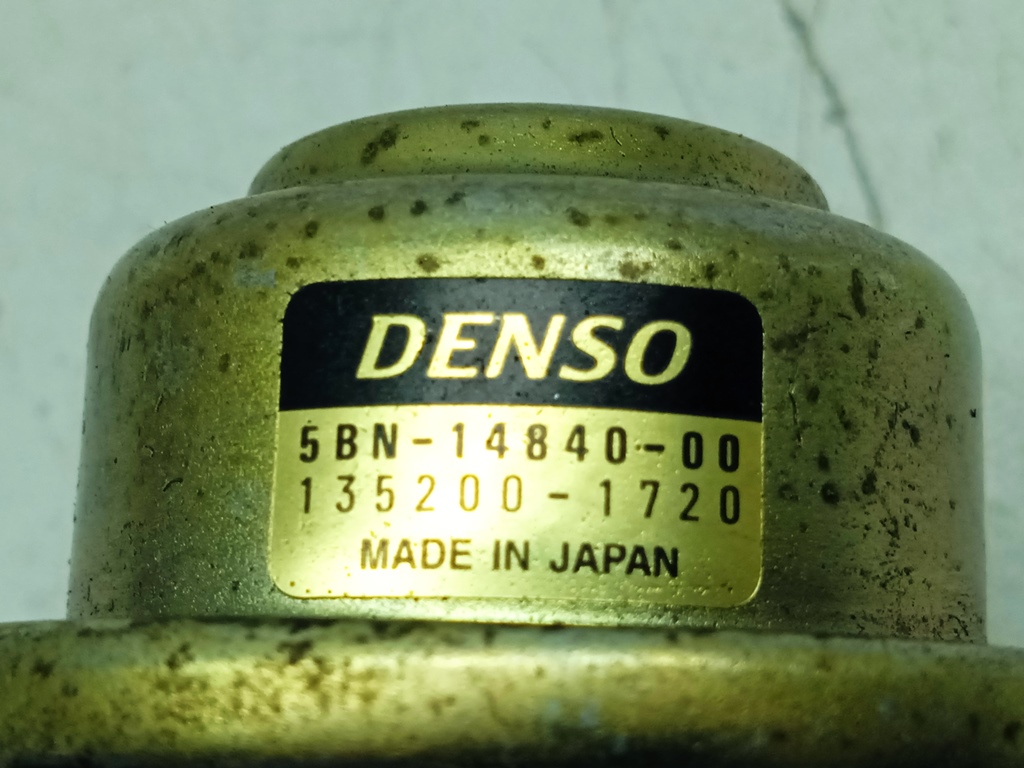 DENSO
5BN-14840-00
135200-1720
MADE IN JAPAN